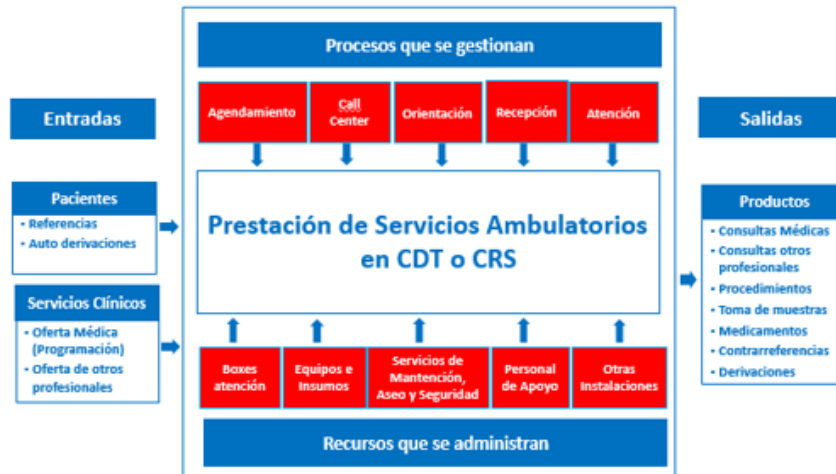 Procesos que se gestionan
Agendamiento
Call
Center
Orientación
Recepción
Atención
Entradas
Salidas
Pacientes
• Referencias
• Auto derivaciones
Servicios Clínicos
• Oferta Médica
(Programación)
• Oferta de otros
profesionales
Prestación de Servicios Ambulatorios
en CDT o CRS
Productos
• Consultas Médicas
• Consultas otros
profesionales
• Procedimientos
• Toma de muestras
• Medicamentos
• Contrarreferencias
• Derivaciones
Boxes
atención
Equipos e
Insumos
Servicios de
Mantención,
Aseo y Seguridad
Personal
de Apoyo
Otras
Instalaciones
Recursos que se administran